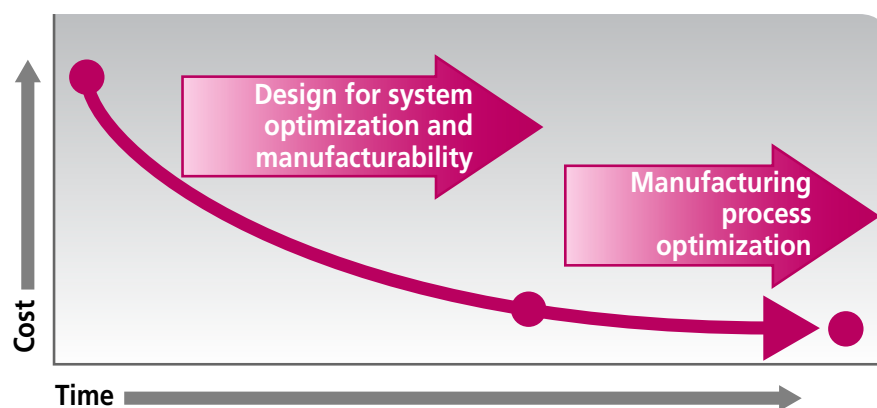 Design for system
optimization and
manufacturability
Manufacturing
process
optimization
Cost
Time